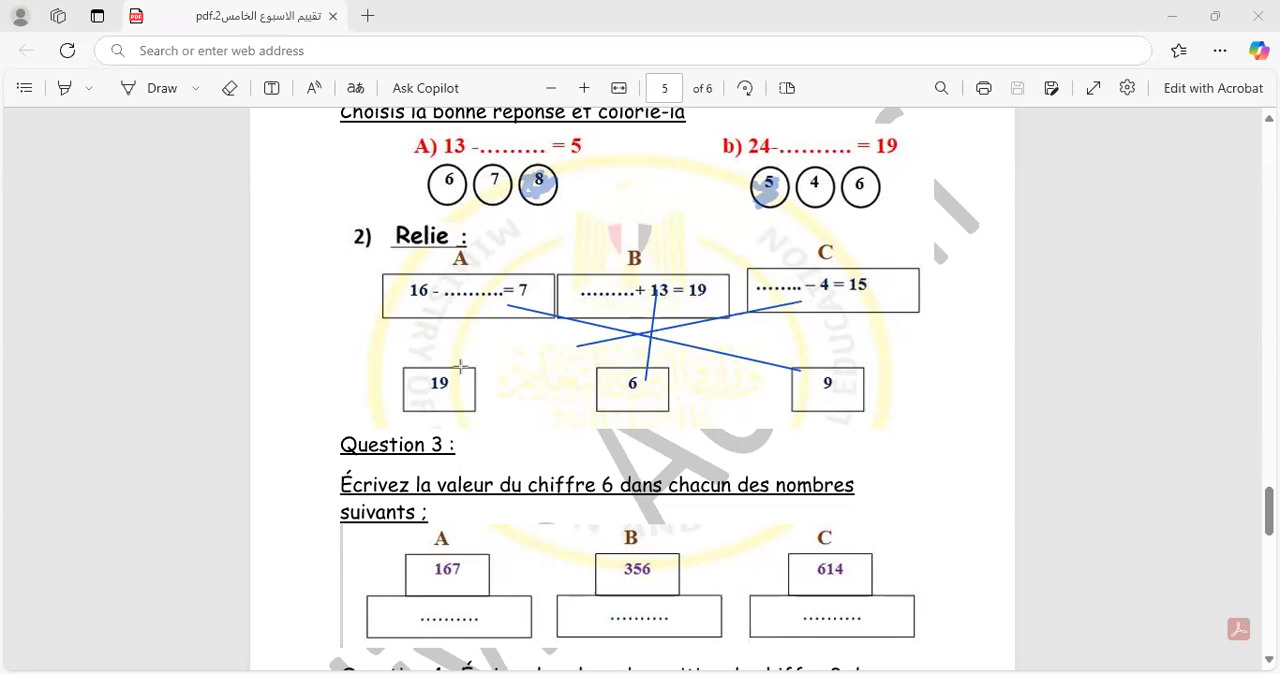 تقييم الاسبوع الخامس2.pdf
Search or enter web address
Draw
aあ
Ask Copilot
5 of 6
Edit with Acrobat
Choisis la bonne réponse et colorie-la
A) 13 -……… = 5
b) 24-………. = 19
6 7 8
5 4 6
2) Relie :
A B C
16 - ……….= 7
………+ 13 = 19
…….. – 4 = 15
19 6 9
Question 3 :
Écrivez la valeur du chiffre 6 dans chacun des nombres
suivants ;
A B C
167 356 614
………. ………. ……….